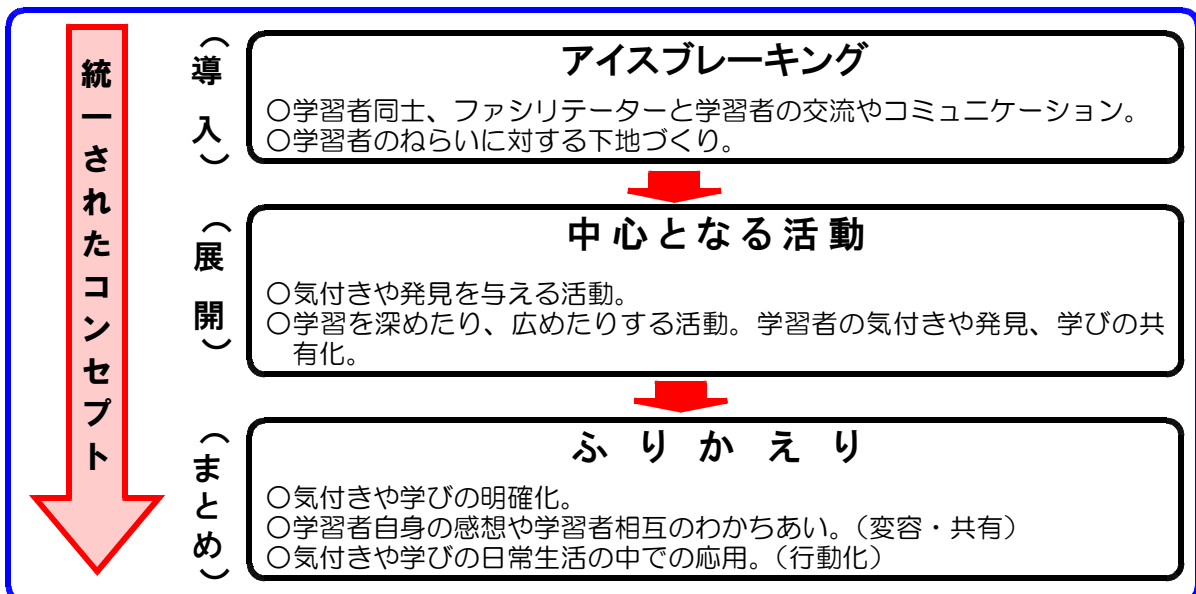 統一されたコンセプト
（導入）
アイスブレーキング
○学習者同士、ファシリテーターと学習者の交流やコミュニケーション。
○学習者のねらいに対する下地づくり。
（展開）
中心となる活動
○気付きや発見を与える活動。
○学習を深めたり、広めたりする活動。学習者の気付きや発見、学びの共
有化。
（まとめ）
ふりかえり
○気付きや学びの明確化。
○学習者自身の感想や学習者相互のわかちあい。（変容・共有）
○気付きや学びの日常生活の中での応用。（行動化）